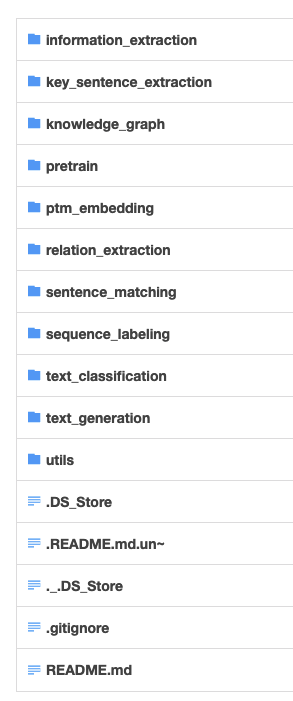 information_extraction
key_sentence_extraction
knowledge_graph
pretrain
ptm_embedding
relation_extraction
sentence_matching
sequence_labeling
text_classification
text_generation
utils
.DS_Store
.README.md.un~
._.DS_Store
.gitignore
README.md